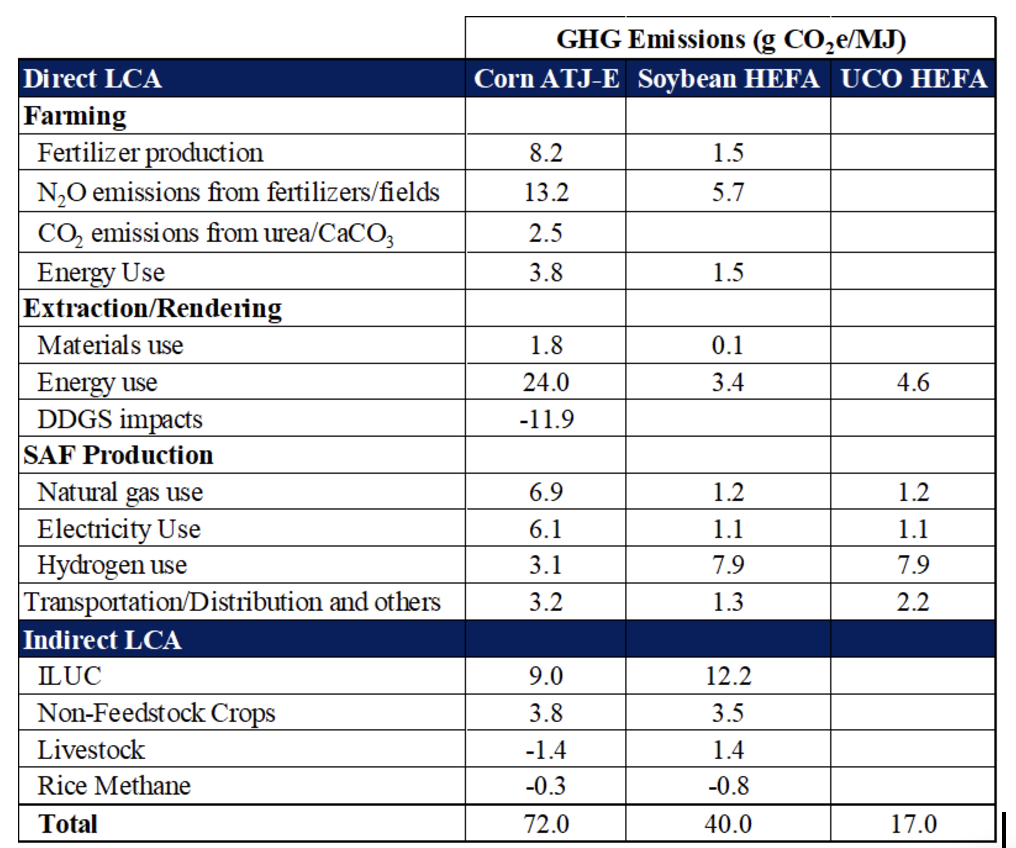 GHG Emissions (g CO₂e/MJ)
Direct LCA Corn ATJ-E Soybean HEFA UCO HEFA
Farming
Fertilizer production 8.2 1.5
N₂O emissions from fertilizers/fields 13.2 5.7
CO₂ emissions from urea/CaCO₃ 2.5
Energy Use 3.8 1.5
Extraction/Rendering
Materials use 1.8 0.1
Energy use 24.0 3.4 4.6
DDGS impacts -11.9
SAF Production
Natural gas use 6.9 1.2 1.2
Electricity Use 6.1 1.1 1.1
Hydrogen use 3.1 7.9 7.9
Transportation/Distribution and others 3.2 1.3 2.2
Indirect LCA
ILUC 9.0 12.2
Non-Feedstock Crops 3.8 3.5
Livestock -1.4 1.4
Rice Methane -0.3 -0.8
Total 72.0 40.0 17.0